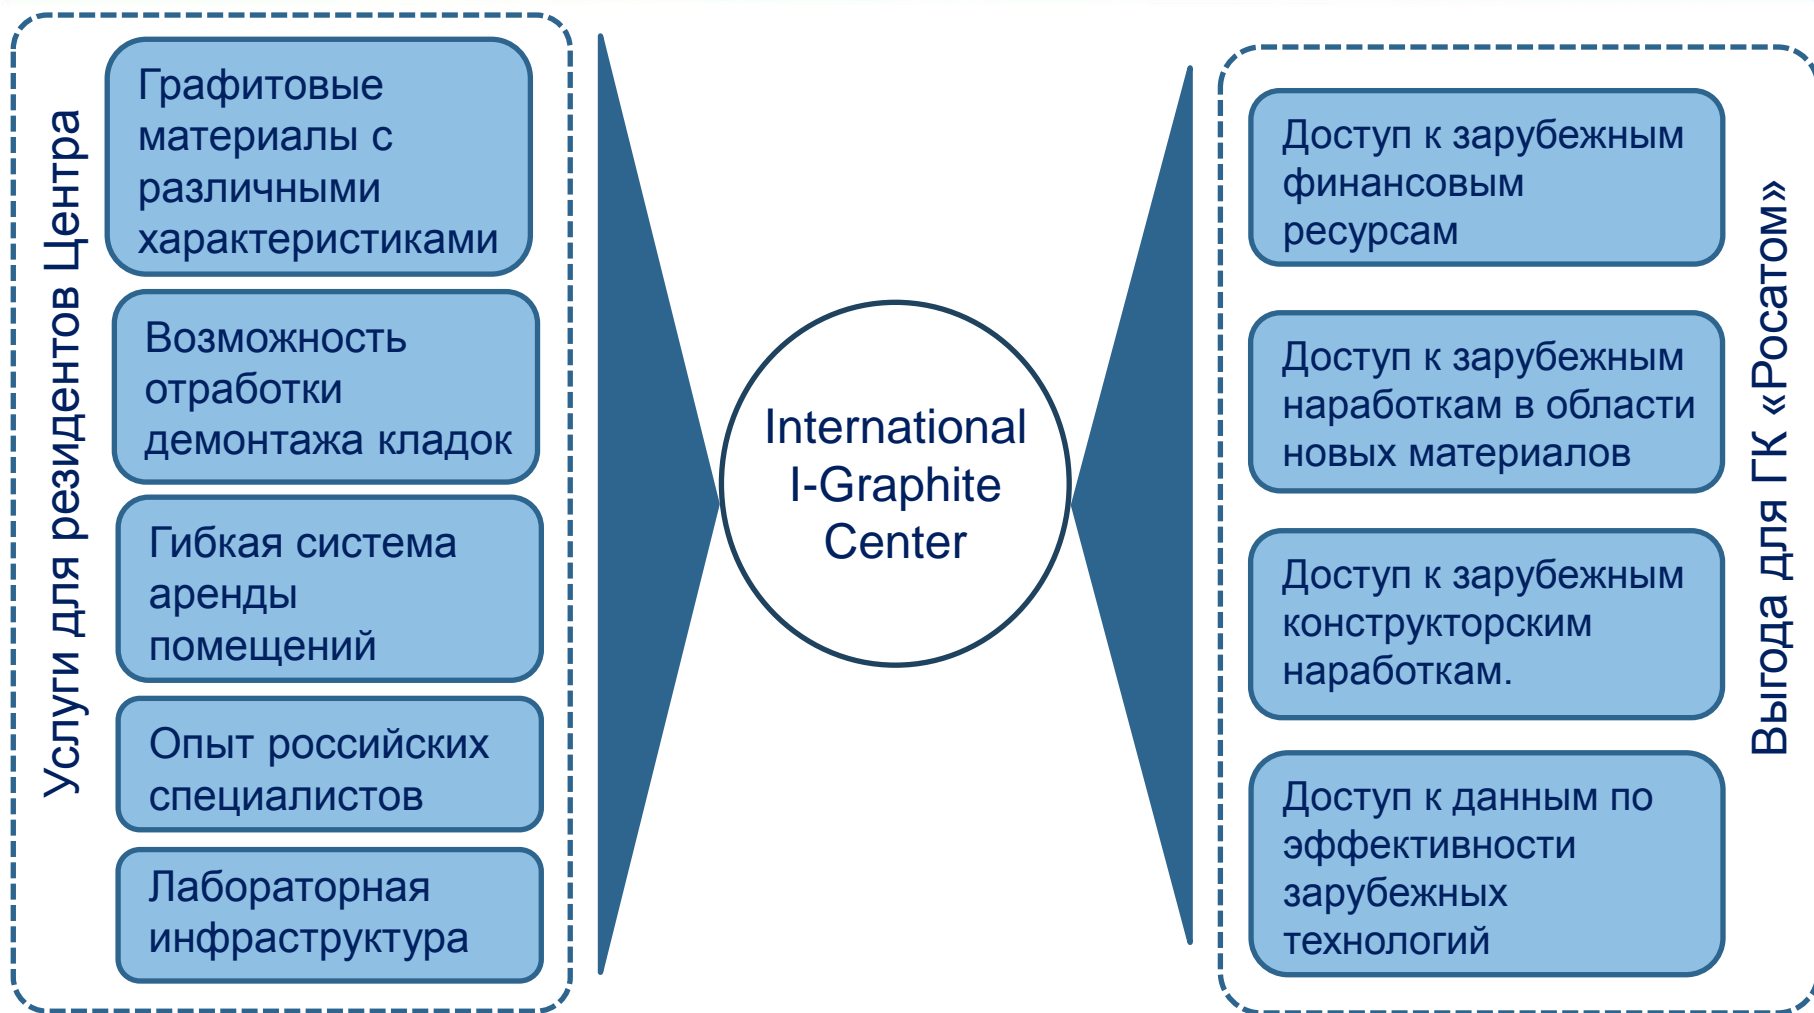 Услуги для резидентов Центра
Графитовые
материалы с
различными
характеристиками
Возможность
отработки
демонтажа кладок
Гибкая система
аренды
помещений
Опыт российских
специалистов
Лабораторная
инфраструктура
International
I-Graphite
Center
Доступ к зарубежным
финансовым
ресурсам
Доступ к зарубежным
наработкам в области
новых материалов
Доступ к зарубежным
конструкторским
наработкам.
Доступ к данным по
эффективности
зарубежных
технологий
Выгода для ГК «Росатом»